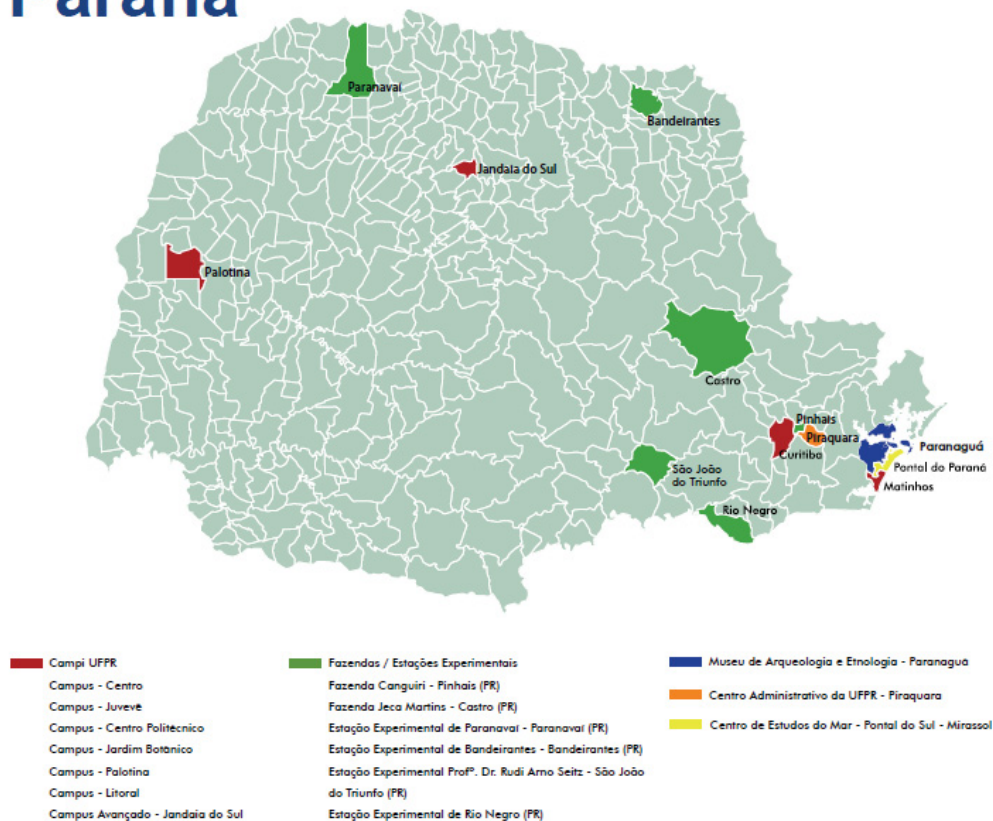 Paraná
Paranavaí
Bandeirantes
Jandaia do Sul
Palotina
Castro
Pinhais
Piraquara
Curitiba
Paranaguá
Pontal do Paraná
Matinhos
São João
do Triunfo
Rio Negro
Campi UFPR
Campus - Centro
Campus - Juvevê
Campus - Centro Politécnico
Campus - Jardim Botânico
Campus - Palotina
Campus - Litoral
Campus Avançado - Jandaia do Sul
Fazendas / Estações Experimentais
Fazenda Canguiri - Pinhais (PR)
Fazenda Jeca Martins - Castro (PR)
Estação Experimental de Paranavaí - Paranavaí (PR)
Estação Experimental de Bandeirantes - Bandeirantes (PR)
Estação Experimental Profº. Dr. Rudi Arno Seitz - São João
do Triunfo (PR)
Estação Experimental de Rio Negro (PR)
Museu de Arqueologia e Etnologia - Paranaguá
Centro Administrativo da UFPR - Piraquara
Centro de Estudos do Mar - Pontal do Sul - Mirassol